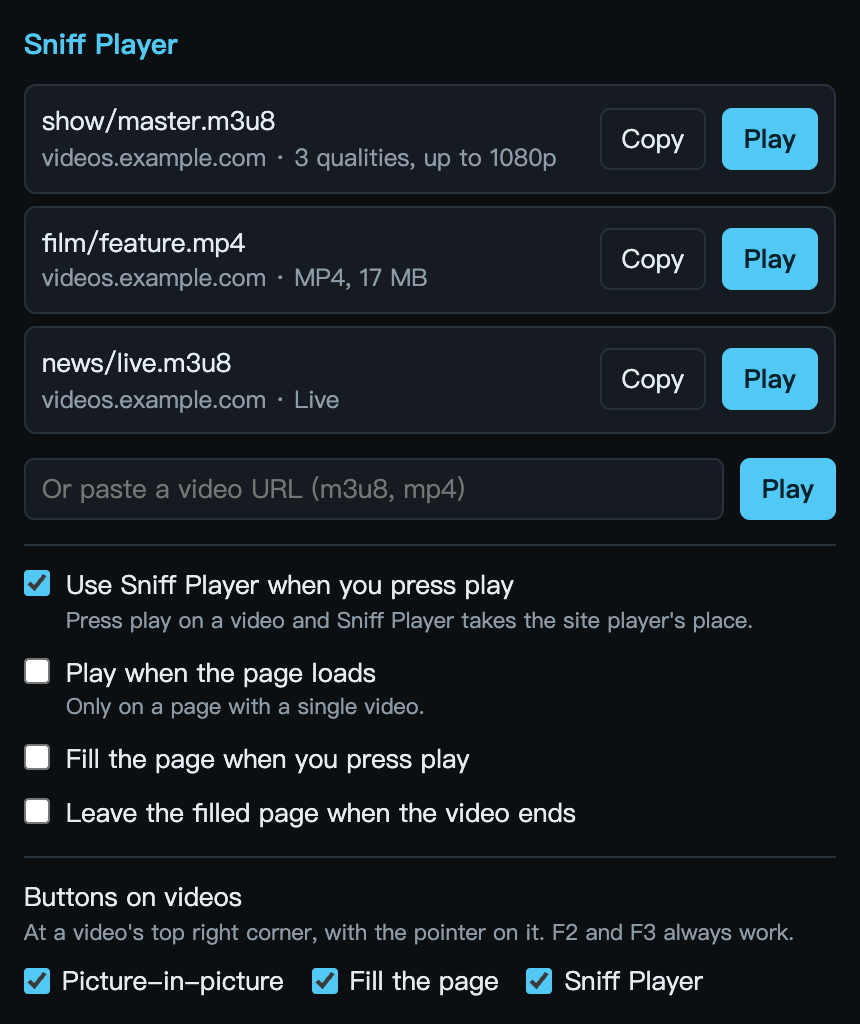 Sniff Player
show/master.m3u8
videos.example.com · 3 qualities, up to 1080p
Copy
Play
film/feature.mp4
videos.example.com · MP4, 17 MB
Copy
Play
news/live.m3u8
videos.example.com · Live
Copy
Play
Or paste a video URL (m3u8, mp4)
Play
Use Sniff Player when you press play
Press play on a video and Sniff Player takes the site player's place.
Play when the page loads
Only on a page with a single video.
Fill the page when you press play
Leave the filled page when the video ends
Buttons on videos
At a video's top right corner, with the pointer on it. F2 and F3 always work.
Picture-in-picture
Fill the page
Sniff Player